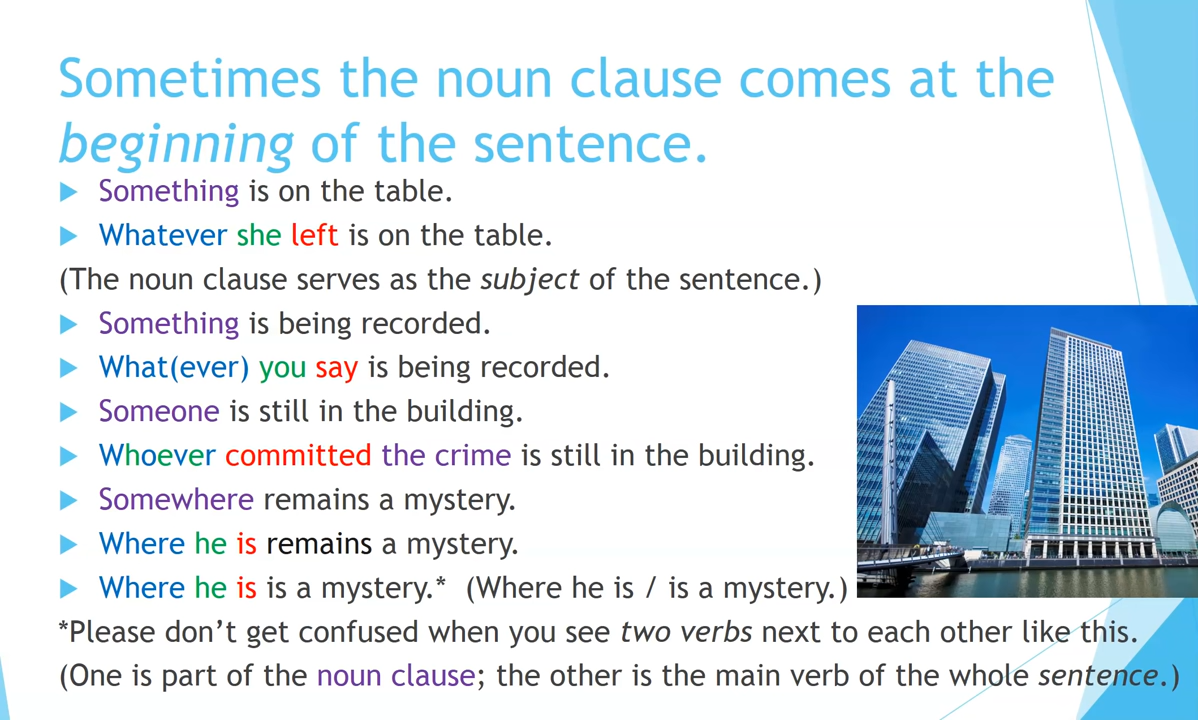 Sometimes the noun clause comes at the
beginning of the sentence.
Something is on the table.
Whatever she left is on the table.
(The noun clause serves as the subject of the sentence.)
Something is being recorded.
What(ever) you say is being recorded.
Someone is still in the building.
Whoever committed the crime is still in the building.
Somewhere remains a mystery.
Where he is remains a mystery.
Where he is is a mystery.* (Where he is / is a mystery.)
*Please don’t get confused when you see two verbs next to each other like this.
(One is part of the noun clause; the other is the main verb of the whole sentence.)